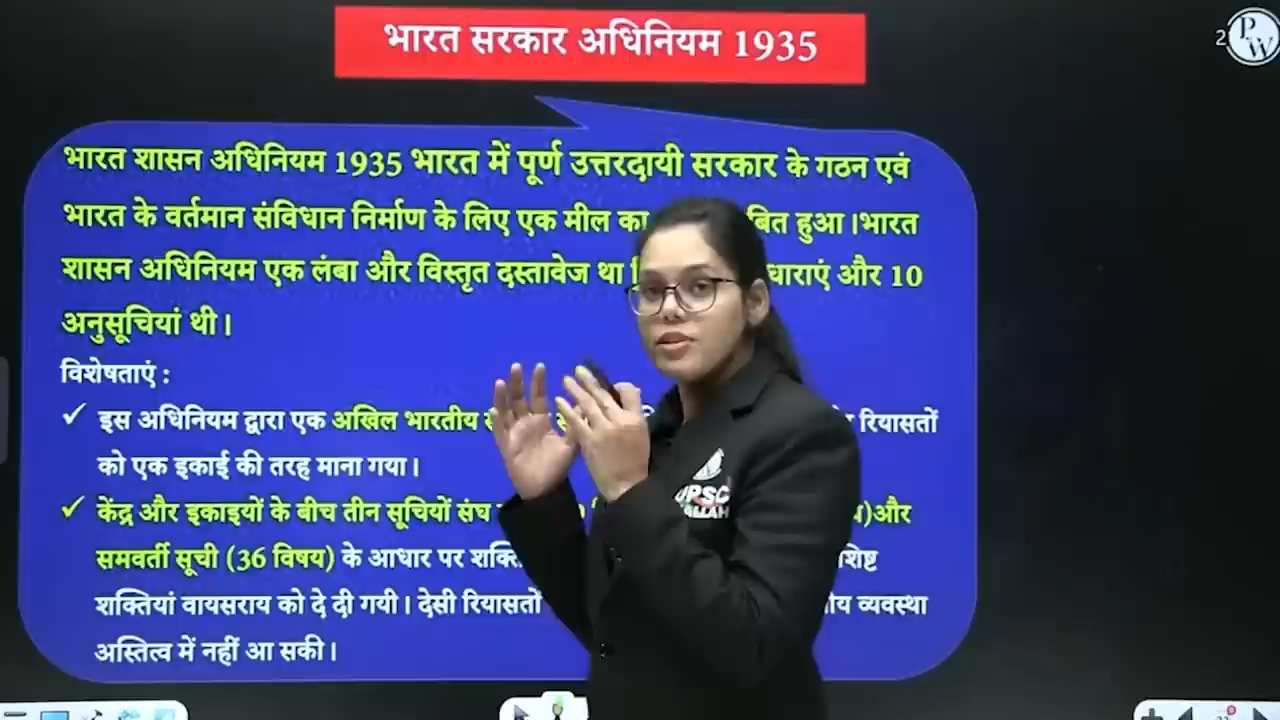 भारत सरकार अधिनियम 1935
2
PW
भारत शासन अधिनियम 1935 भारत में पूर्ण उत्तरदायी सरकार के गठन एवं
भारत के वर्तमान संविधान निर्माण के लिए एक मील का बित हुआ।भारत
शासन अधिनियम एक लंबा और विस्तृत दस्तावेज था धाराएं और 10
अनुसूचियां थी।
विशेषताएं :
✓ इस अधिनियम द्वारा एक अखिल भारतीय रियासतों
को एक इकाई की तरह माना गया।
✓ केंद्र और इकाइयों के बीच तीन सूचियों संघ )और
समवर्ती सूची (36 विषय) के आधार पर
शक्तियां वायसराय को दे दी गयी। देसी रियासतों व्यवस्था
अस्तित्व में नहीं आ सकी।
UPSC